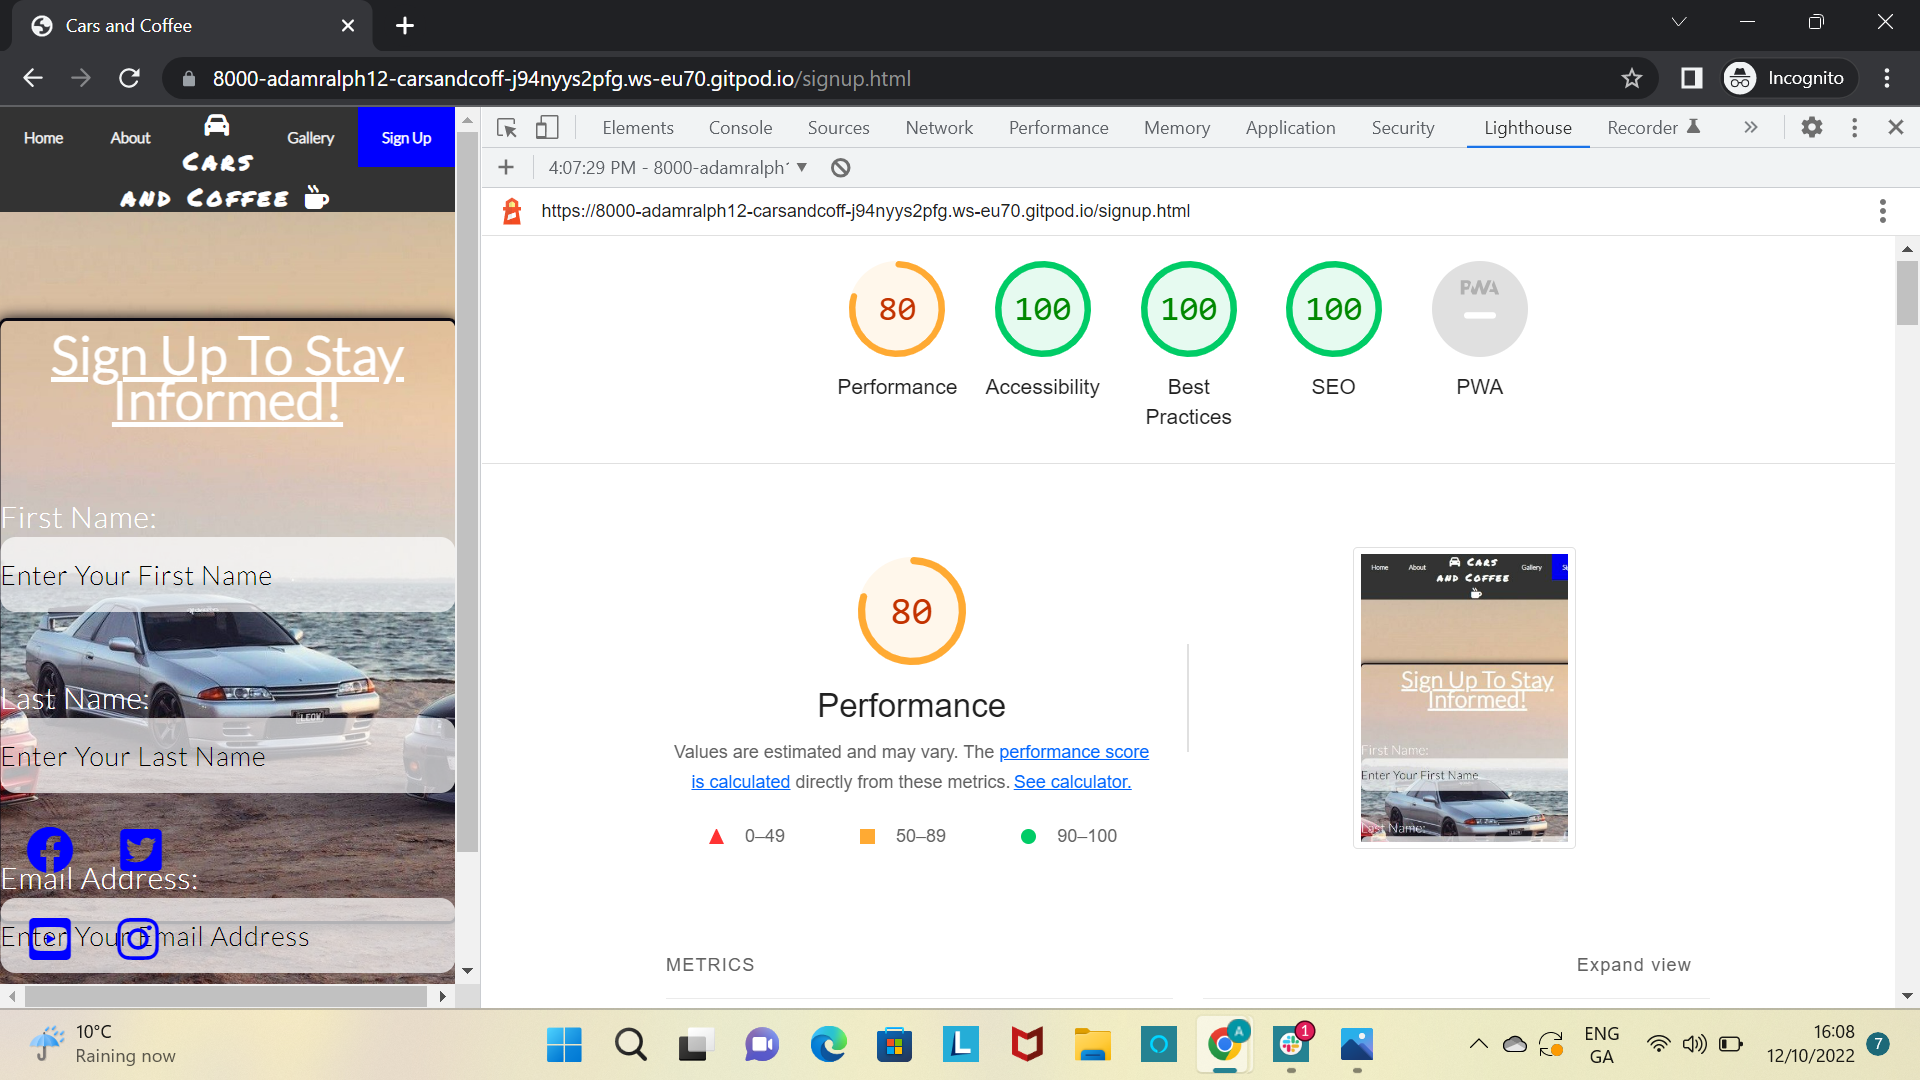 Cars and Coffee
8000-adamralph12-carsandcoff-j94nyys2pfg.ws-eu70.gitpod.io/signup.html
Incognito
Home
About
Cars
and Coffee
Gallery
Sign Up
Sign Up To Stay
Informed!
First Name:
Enter Your First Name
LEOW
Last Name:
Enter Your Last Name
Email Address:
Enter Your Email Address
Elements
Console
Sources
Network
Performance
Memory
Application
Security
Lighthouse
Recorder
»
4:07:29 PM - 8000-adamralph
https://8000-adamralph12-carsandcoff-j94nyys2pfg.ws-eu70.gitpod.io/signup.html
80
100
100
100
PWA
Performance
Accessibility
Best
Practices
SEO
PWA
80
Performance
Values are estimated and may vary. The performance score
is calculated directly from these metrics. See calculator.
0–49
50–89
90–100
Home
About
Cars
and Coffee
Gallery
Sign Up To Stay
Informed!
First Name:
Enter Your First Name
Last Name:
METRICS
Expand view
10°C
Raining now
L
A
1
ENG
GA
16:08
12/10/2022
7